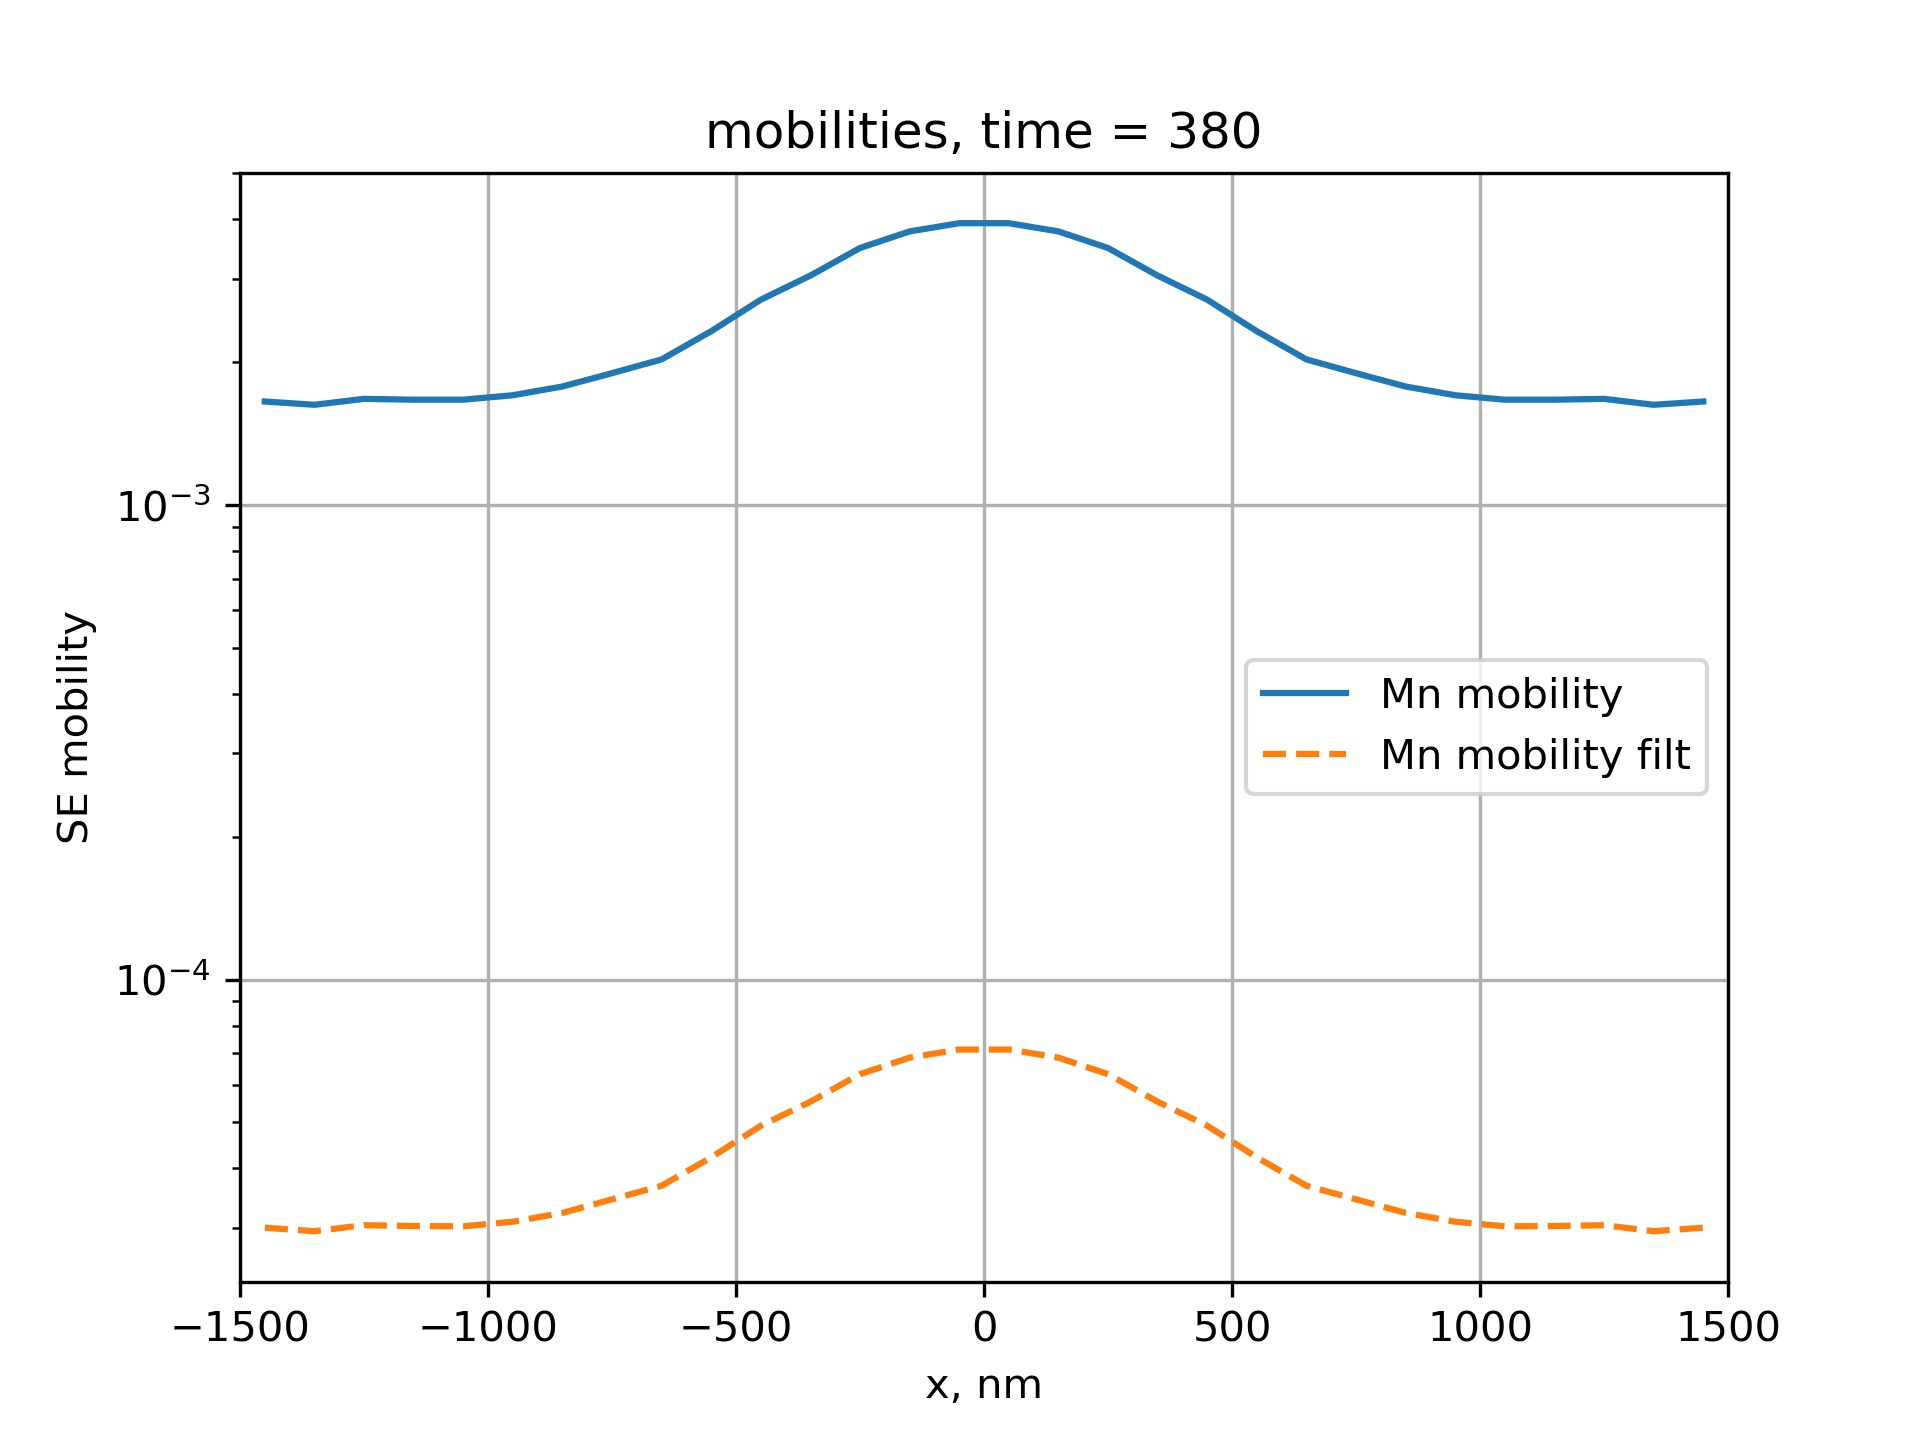 mobilities, time = 380
SE mobility
10⁻³
10⁻⁴
Mn mobility
Mn mobility filt
−1500 −1000 −500 0 500 1000 1500
x, nm